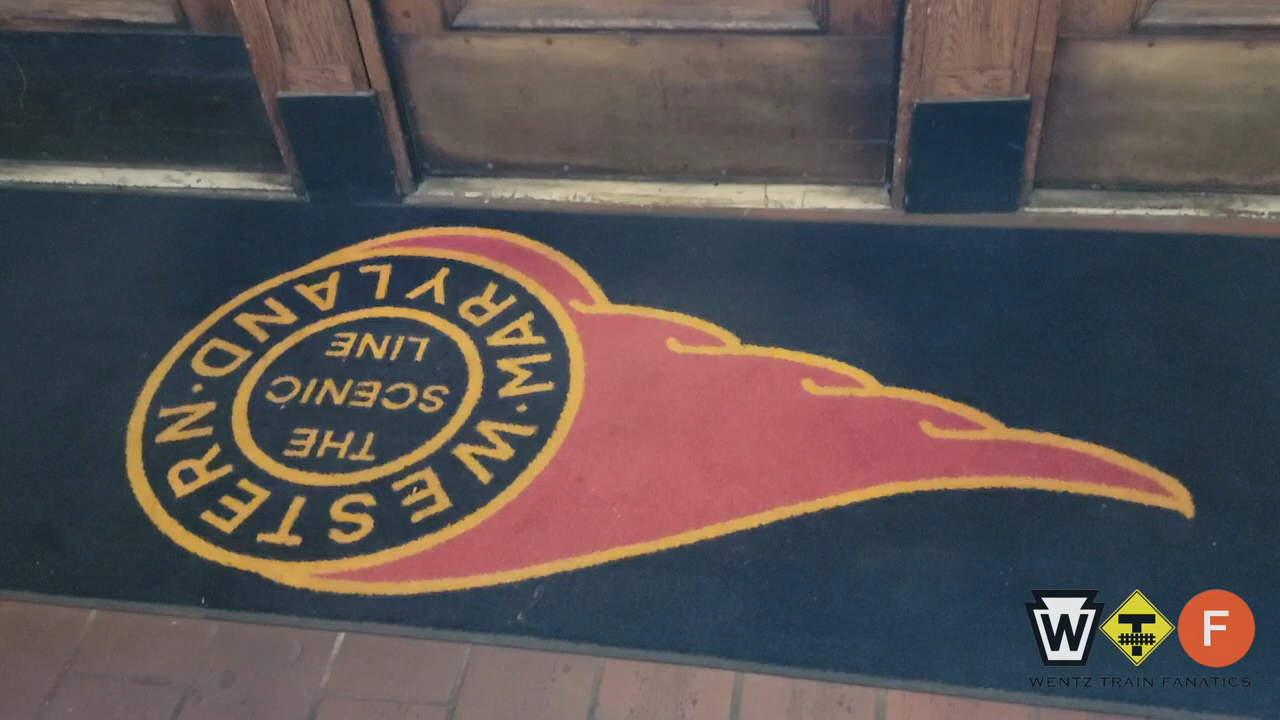 WESTERN · MARYLAND ·
THE
SCENIC
LINE
W T F
WENTZ TRAIN FANATICS